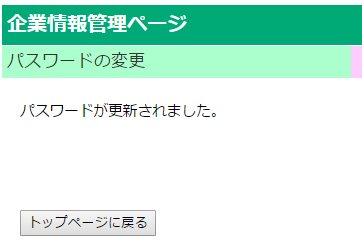 企業情報管理ページ
パスワードの変更
パスワードが更新されました。
トップページに戻る